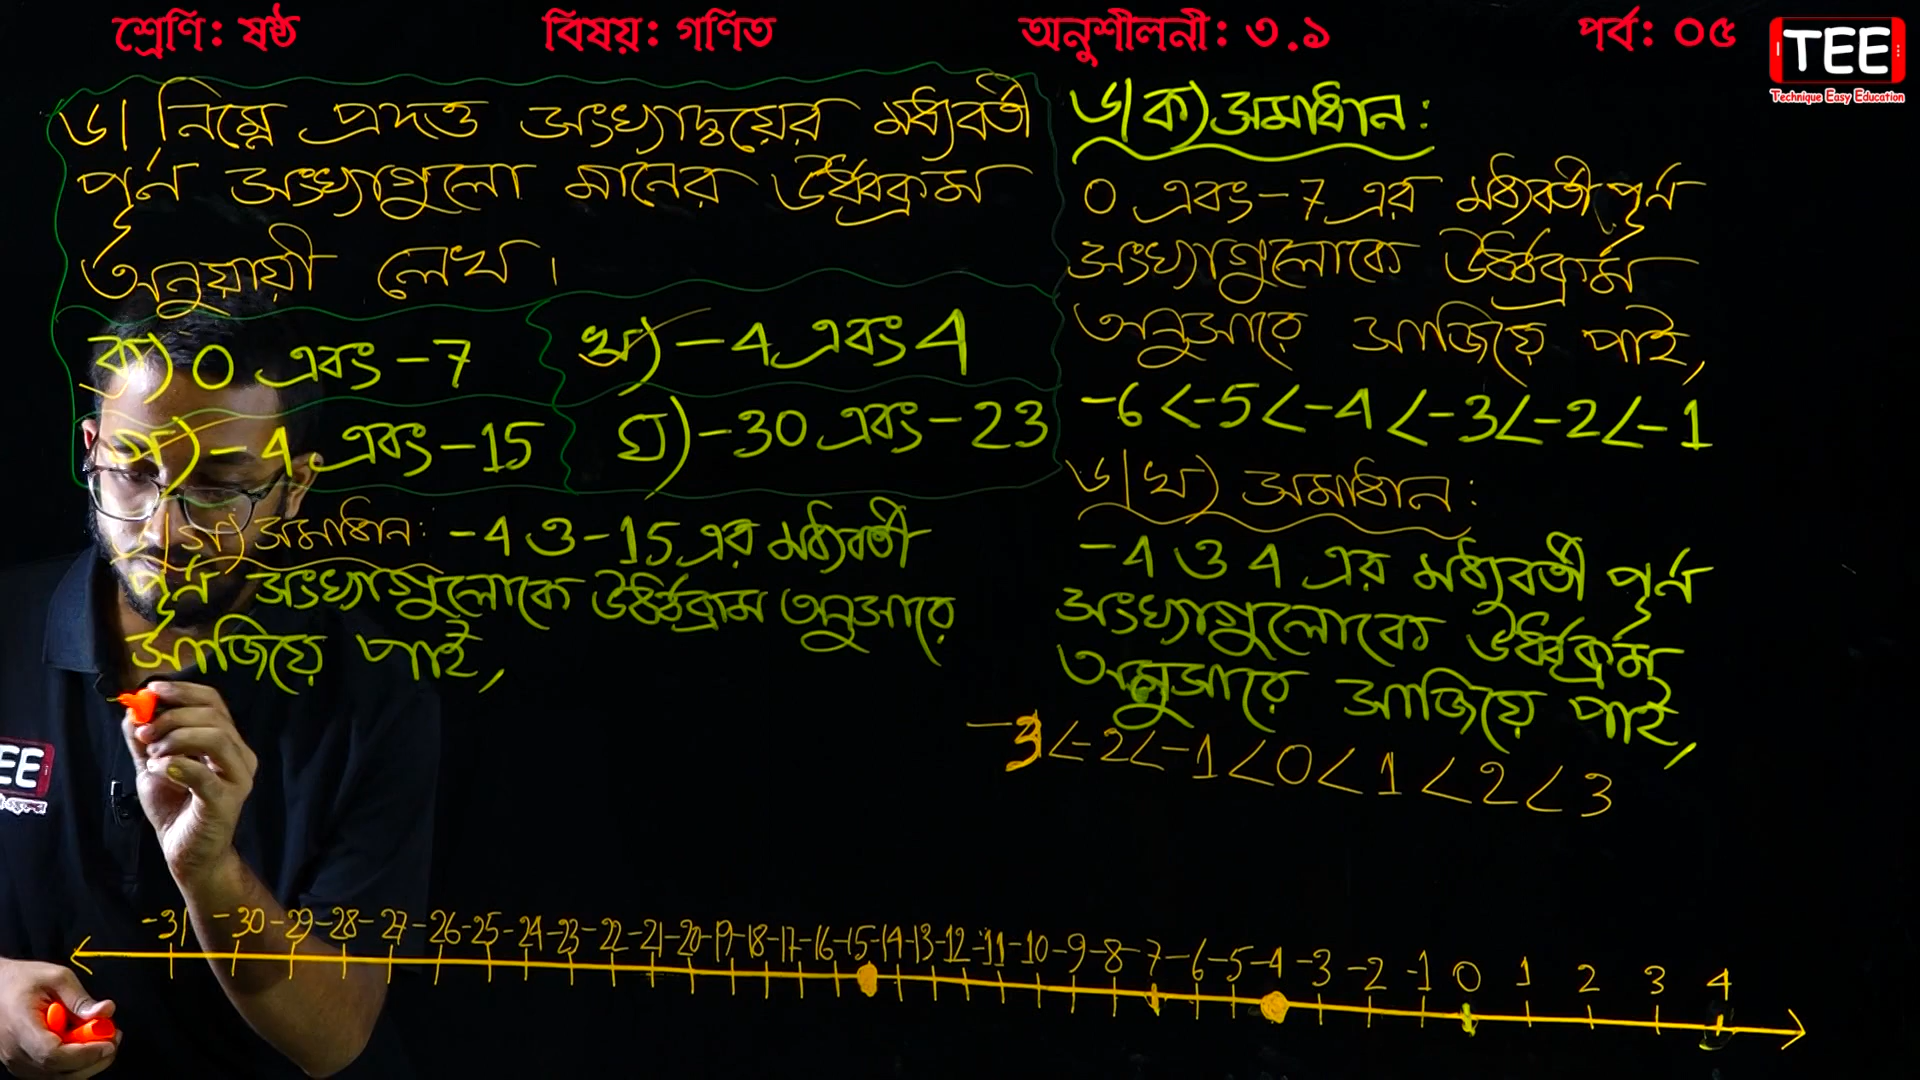 শ্রেণি: ষষ্ঠ বিষয়: গণিত অনুশীলনী: ৩.১ পর্ব: ০৫
TEE
Technique Easy Education
৬। নিম্নে প্রদত্ত সংখ্যাদ্বয়ের মধ্যবর্তী
পূর্ণ সংখ্যাগুলো মানের উর্ধ্বক্রম
অনুযায়ী লেখ।
ক) 0 এবং -7 খ) -4 এবং 4
গ) -4 এবং -15 ঘ) -30 এবং -23
৬।গ) সমাধান: -4 ও -15 এর মধ্যবর্তী
পূর্ণ সংখ্যাগুলোকে উর্ধ্বক্রম অনুসারে
সাজিয়ে পাই,
৬।ক) সমাধান:
0 এবং -7 এর মধ্যবর্তী পূর্ণ
সংখ্যাগুলোকে উর্ধ্বক্রম
অনুসারে সাজিয়ে পাই,
-6<-5<-4<-3<-2<-1
৬।খ) সমাধান:
-4 ও 4 এর মধ্যবর্তী পূর্ণ
সংখ্যাগুলোকে উর্ধ্বক্রম
অনুসারে সাজিয়ে পাই,
-3<-2<-1<0<1<2<3
-31 -30 -29 -28 -27 -26 -25 -24 -23 -22 -21 -20 -19 -18 -17 -16 -15 -14 -13 -12 -11 -10 -9 -8 -7 -6 -5 -4 -3 -2 -1 0 1 2 3 4